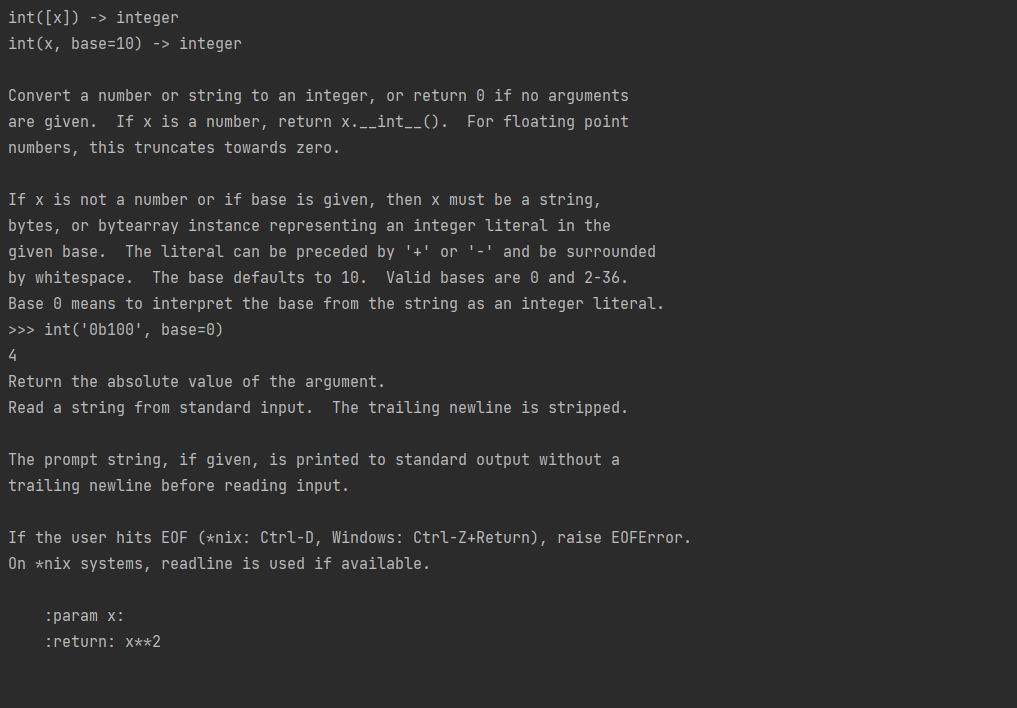 int([x]) -> integer
int(x, base=10) -> integer
Convert a number or string to an integer, or return 0 if no arguments
are given.  If x is a number, return x.__int__().  For floating point
numbers, this truncates towards zero.
If x is not a number or if base is given, then x must be a string,
bytes, or bytearray instance representing an integer literal in the
given base.  The literal can be preceded by '+' or '-' and be surrounded
by whitespace.  The base defaults to 10.  Valid bases are 0 and 2-36.
Base 0 means to interpret the base from the string as an integer literal.
>>> int('0b100', base=0)
4
Return the absolute value of the argument.
Read a string from standard input.  The trailing newline is stripped.
The prompt string, if given, is printed to standard output without a
trailing newline before reading input.
If the user hits EOF (*nix: Ctrl-D, Windows: Ctrl-Z+Return), raise EOFError.
On *nix systems, readline is used if available.
    :param x:
    :return: x**2